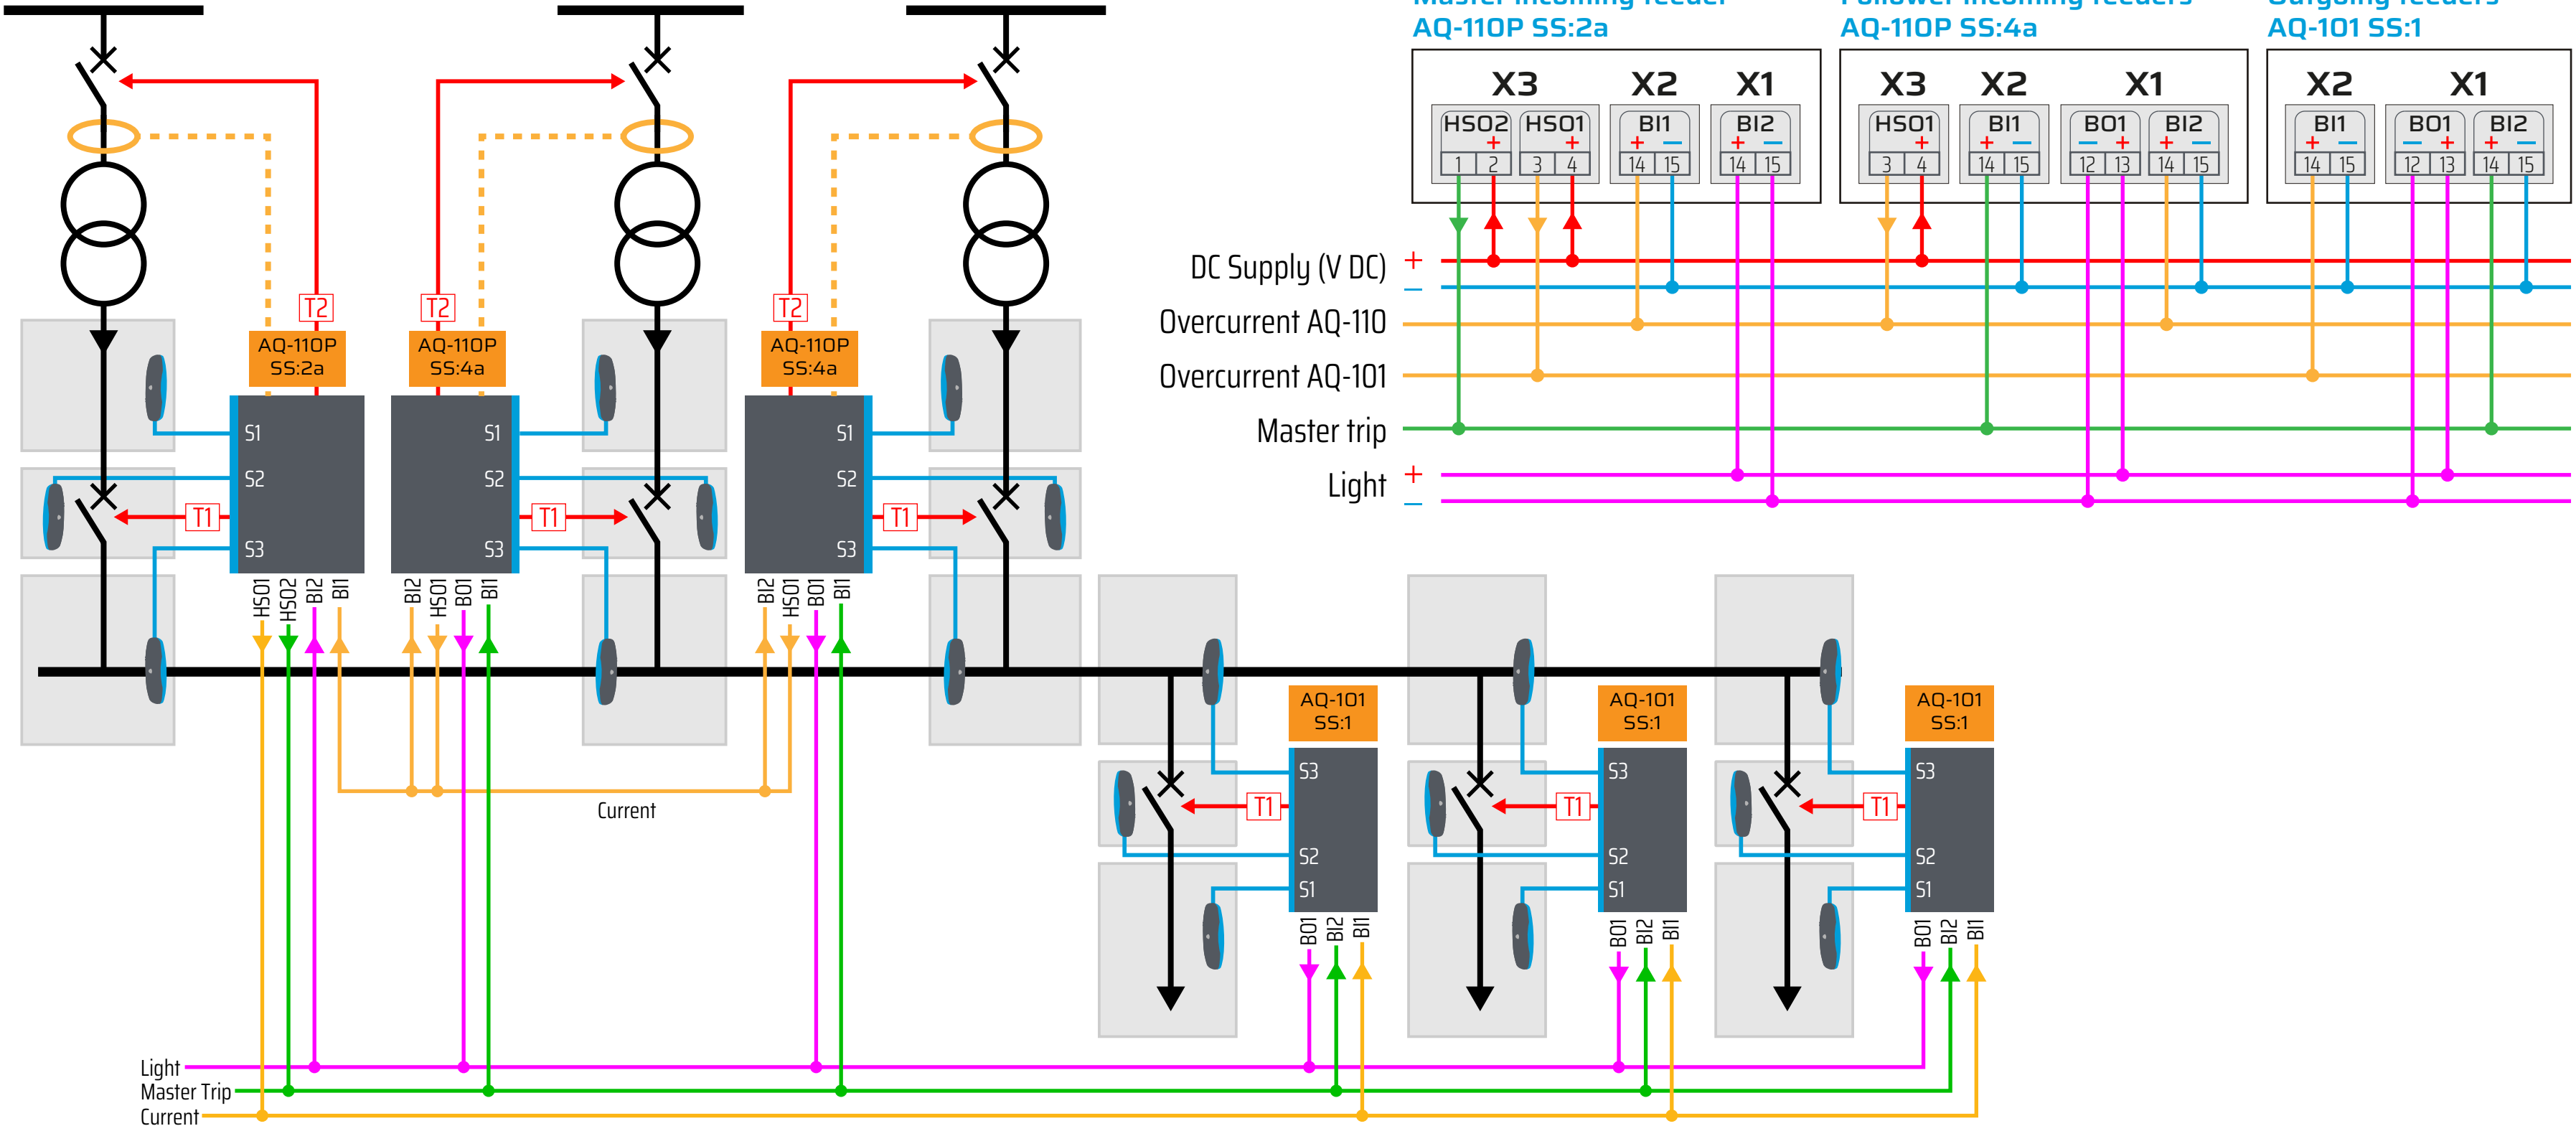 Master incoming feeder
AQ-110P SS:2a
Follower incoming feeders
AQ-110P SS:4a
Outgoing feeders
AQ-101 SS:1
X3 X2 X1
HSO2 HSO1 BI1 BI2
+ + + − + −
1 2 3 4 14 15 14 15
X3 X2 X1
HSO1 BI1 BO1 BI2
+ + − − + + −
3 4 14 15 12 13 14 15
X2 X1
BI1 BO1 BI2
+ − − + + −
14 15 12 13 14 15
DC Supply (V DC) +
−
Overcurrent AQ-110
Overcurrent AQ-101
Master trip
Light +
−
T2
T2
T2
AQ-110P
SS:2a
AQ-110P
SS:4a
AQ-110P
SS:4a
S1
S2
T1
S3
S1
S2
T1
S3
S1
S2
T1
S3
HSO1 HSO2 BI2 BI1
BI2 HSO1 BO1 BI1
BI2 HSO1 BO1 BI1
Current
AQ-101
SS:1
S3
T1
S2
S1
BO1 BI2 BI1
AQ-101
SS:1
S3
T1
S2
S1
BO1 BI2 BI1
AQ-101
SS:1
S3
T1
S2
S1
BO1 BI2 BI1
Light
Master Trip
Current